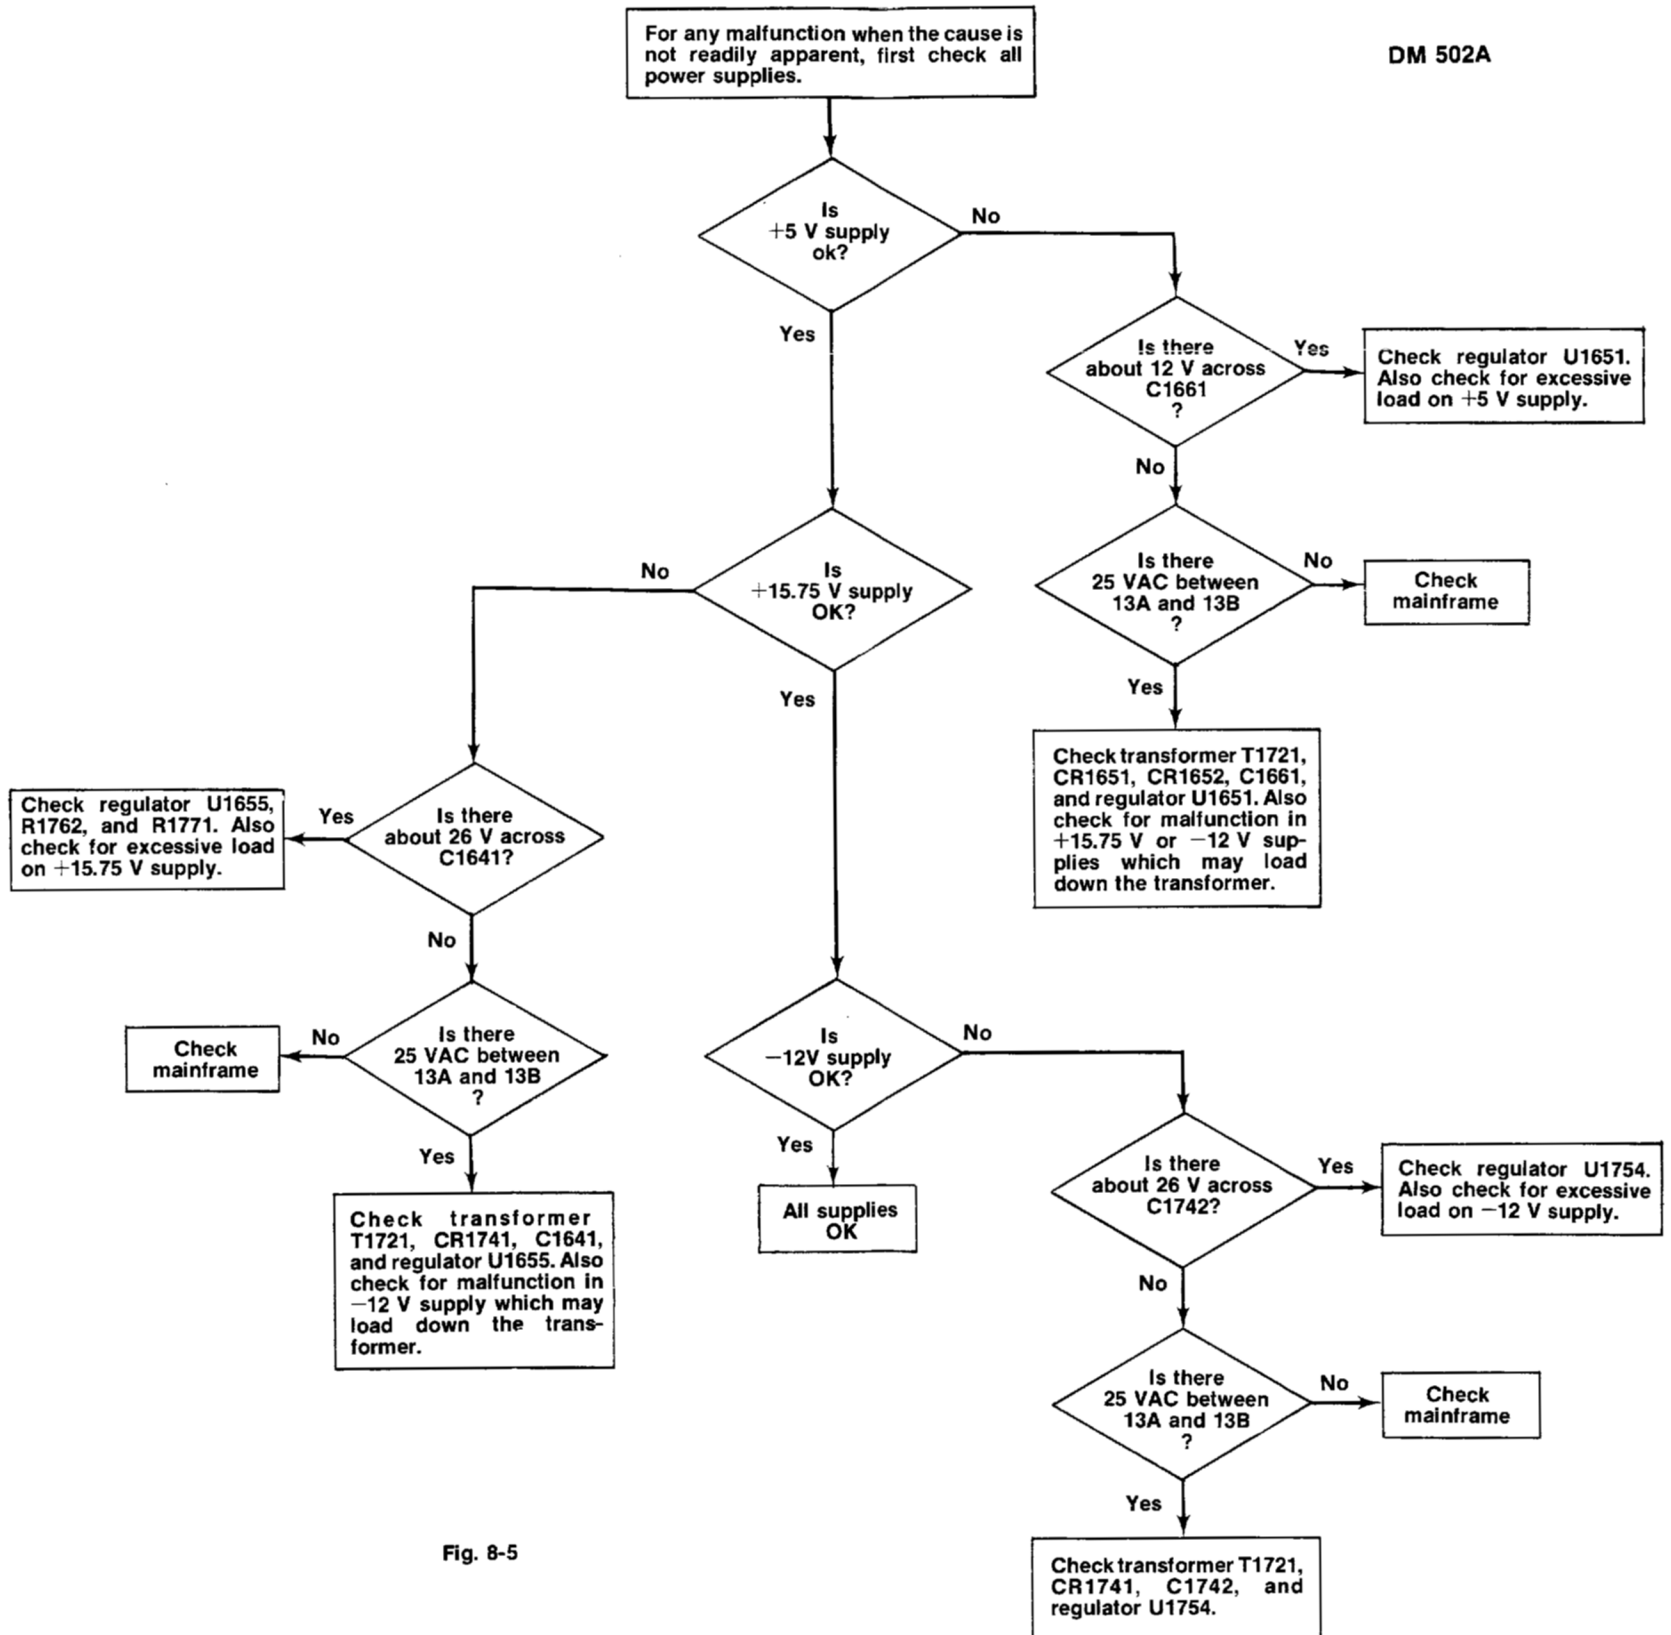 For any malfunction when the cause is
not readily apparent, first check all
power supplies.
DM 502A
Is
+5 V supply
ok?
No
Yes
Is there
about 12 V across
C1661
?
Yes
Check regulator U1651.
Also check for excessive
load on +5 V supply.
No
Is there
25 VAC between
13A and 13B
?
No
Check
mainframe
Yes
Check transformer T1721,
CR1651, CR1652, C1661,
and regulator U1651. Also
check for malfunction in
+15.75 V or −12 V sup-
plies which may load
down the transformer.
Is
+15.75 V supply
OK?
No
Yes
Is there
about 26 V across
C1641?
Yes
Check regulator U1655,
R1762, and R1771. Also
check for excessive load
on +15.75 V supply.
No
Is there
25 VAC between
13A and 13B
?
No
Check
mainframe
Yes
Check transformer
T1721, CR1741, C1641,
and regulator U1655. Also
check for malfunction in
−12 V supply which may
load down the trans-
former.
Is
−12V supply
OK?
No
Yes
All supplies
OK
Is there
about 26 V across
C1742?
Yes
Check regulator U1754.
Also check for excessive
load on −12 V supply.
No
Is there
25 VAC between
13A and 13B
?
No
Check
mainframe
Yes
Check transformer T1721,
CR1741, C1742, and
regulator U1754.
Fig. 8-5